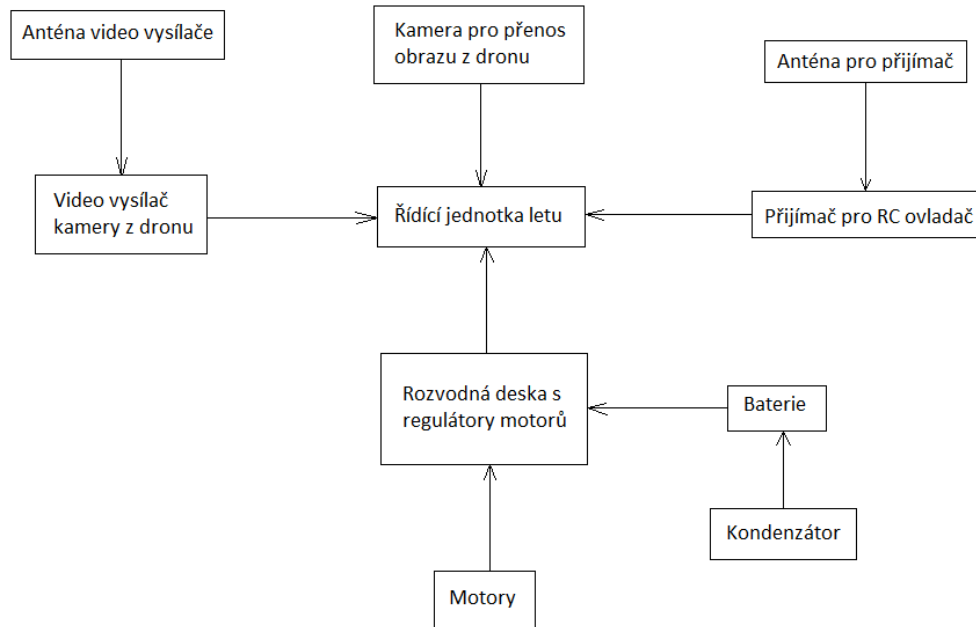 Anténa video vysílače
Kamera pro přenos
obrazu z dronu
Anténa pro přijímač
Video vysílač
kamery z dronu
Řídící jednotka letu
Přijímač pro RC ovladač
Rozvodná deska s
regulátory motorů
Baterie
Kondenzátor
Motory